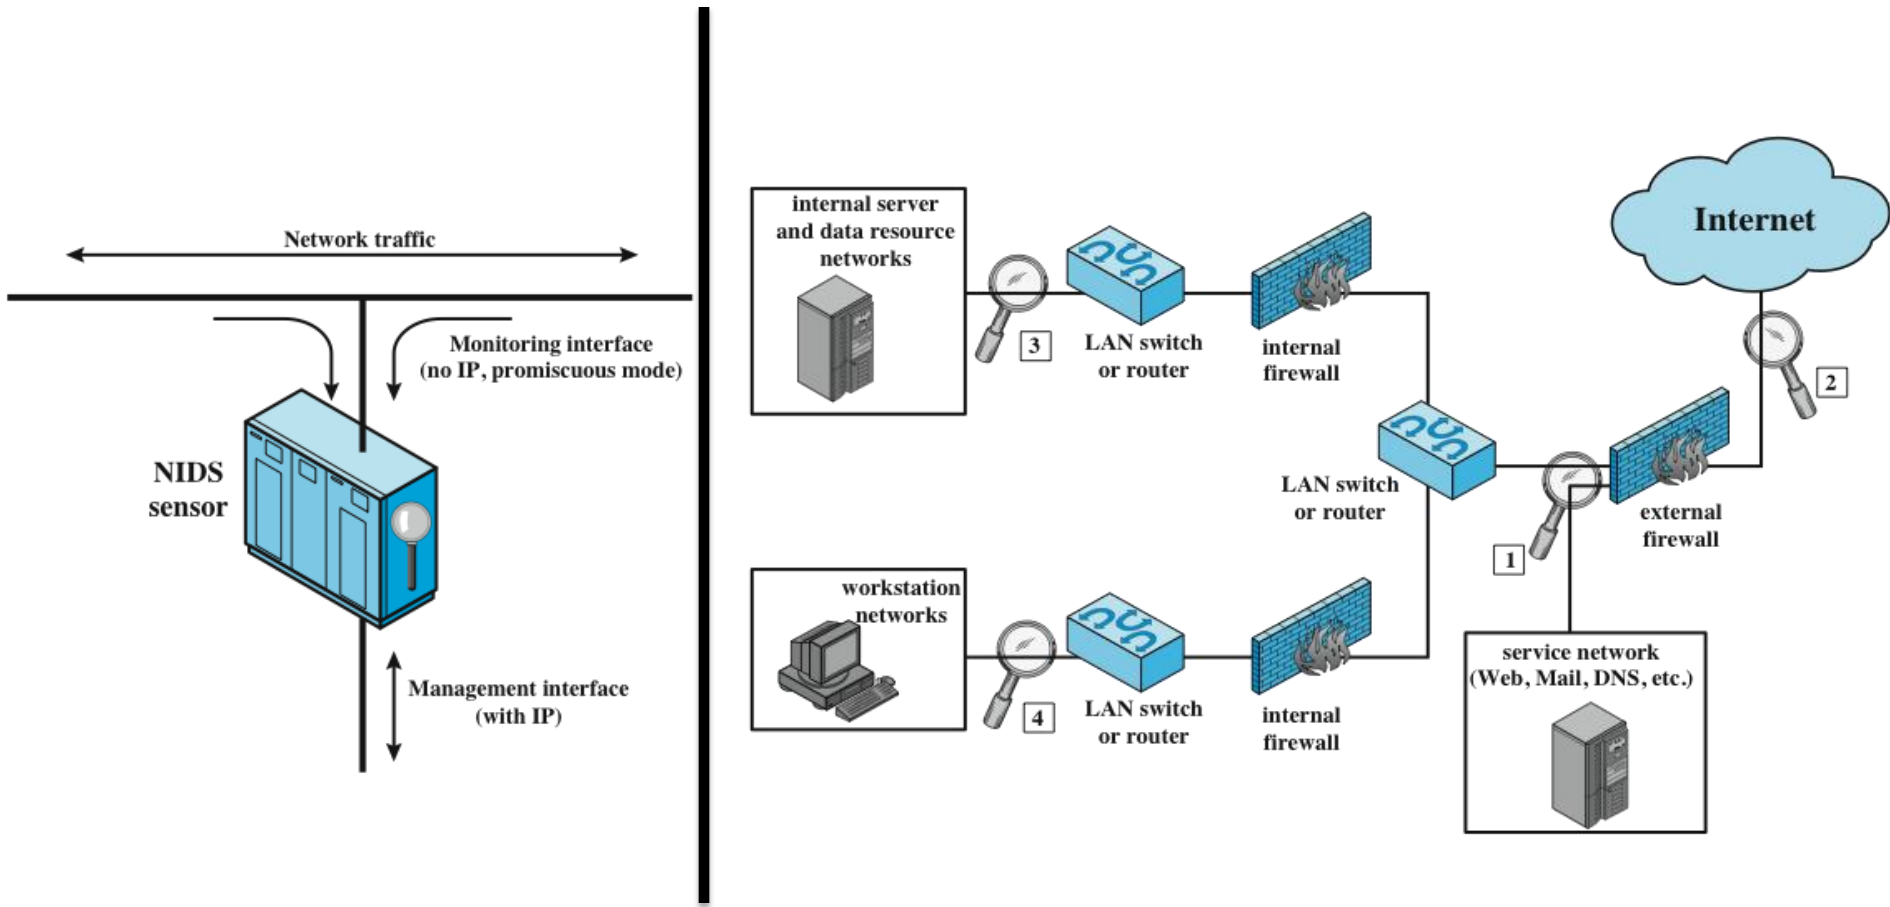 Network traffic
Monitoring interface
(no IP, promiscuous mode)
NIDS
sensor
Management interface
(with IP)
internal server
and data resource
networks
3
LAN switch
or router
internal
firewall
Internet
2
LAN switch
or router
1
external
firewall
workstation
networks
4
LAN switch
or router
internal
firewall
service network
(Web, Mail, DNS, etc.)